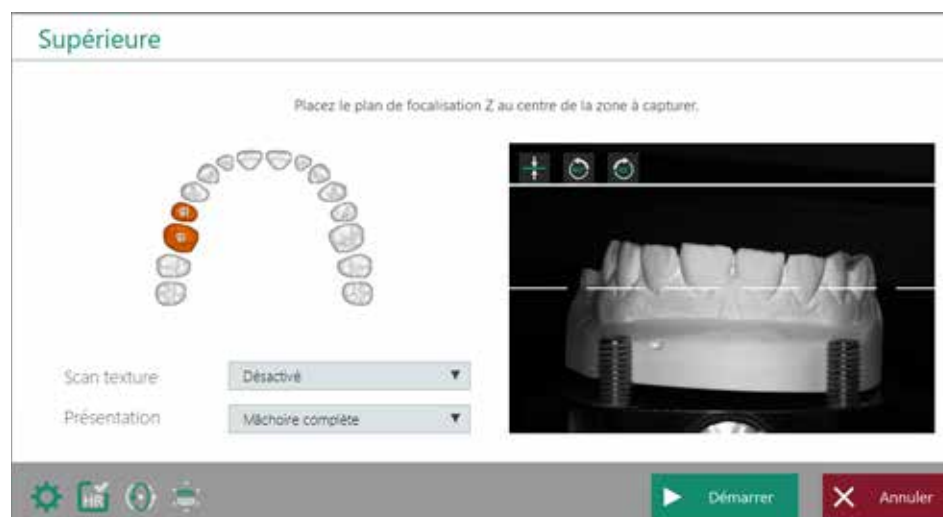 Supérieure
Placez le plan de focalisation Z au centre de la zone à capturer.
Scan texture
Désactivé
Présentation
Mâchoire complète
HR
Démarrer
Annuler